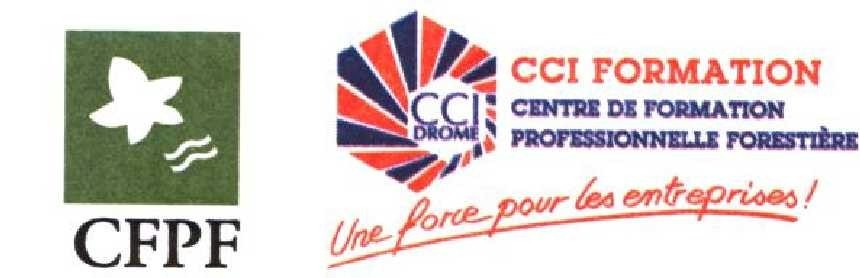 CFPF
CCI
DROME
CCI FORMATION
CENTRE DE FORMATION
PROFESSIONNELLE FORESTIÈRE
Une force pour les entreprises!